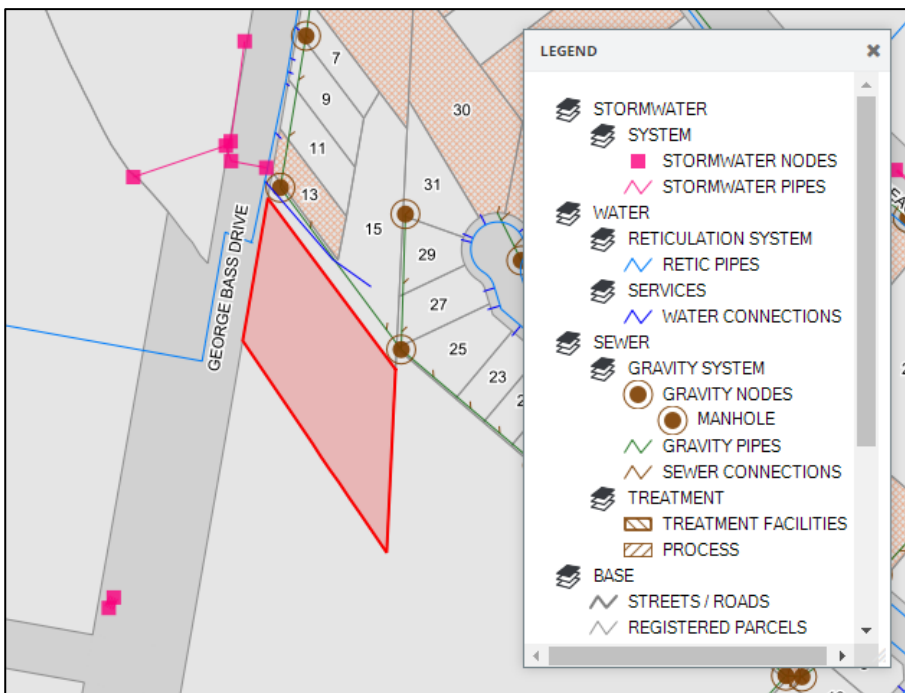 7
9
11
13
15
30
31
29
27
25
23
GEORGE BASS DRIVE
LEGEND
STORMWATER
SYSTEM
STORMWATER NODES
STORMWATER PIPES
WATER
RETICULATION SYSTEM
RETIC PIPES
SERVICES
WATER CONNECTIONS
SEWER
GRAVITY SYSTEM
GRAVITY NODES
MANHOLE
GRAVITY PIPES
SEWER CONNECTIONS
TREATMENT
TREATMENT FACILITIES
PROCESS
BASE
STREETS / ROADS
REGISTERED PARCELS